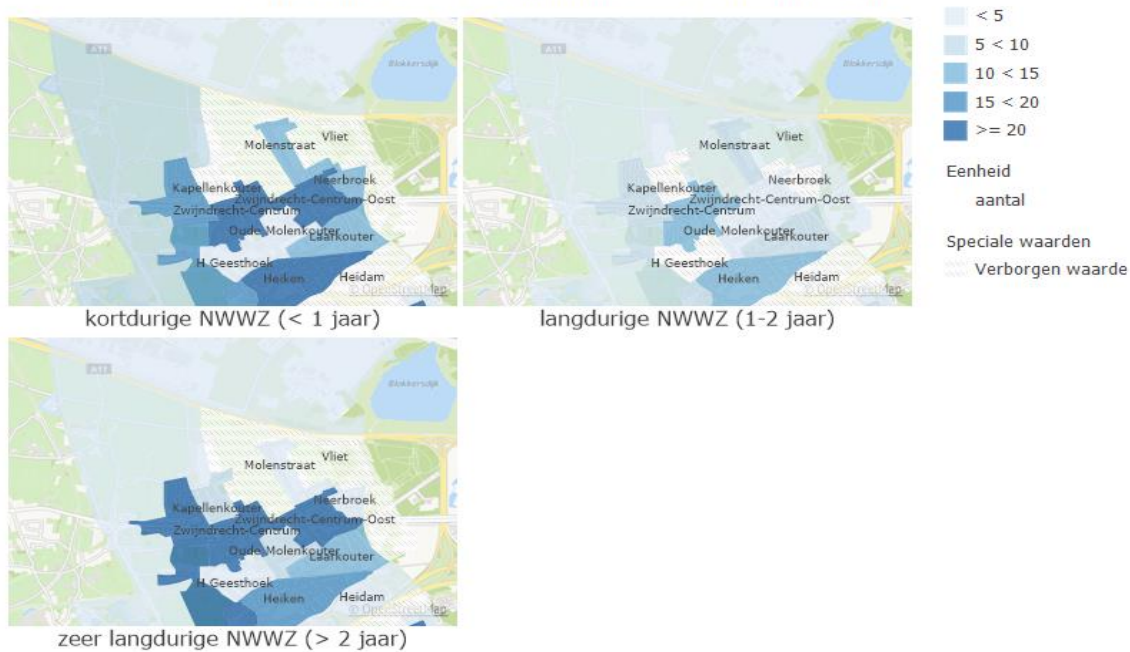 < 5
5 < 10
10 < 15
15 < 20
>= 20
Eenheid
aantal
Speciale waarden
Verborgen waarde
A11
Blokkersdijk
Vliet
Molenstraat
Neerbroek
Kapellenkouter
Zwijndrecht-Centrum-Oost
Zwijndrecht-Centrum
Oude Molenkouter
Laarkouter
H Geesthoek
Heiken
Heidam
© OpenStreetMap
kortdurige NWWZ (< 1 jaar)
A11
Blokkersdijk
Vliet
Molenstraat
Neerbroek
Kapellenkouter
Zwijndrecht-Centrum-Oost
Zwijndrecht-Centrum
Oude Molenkouter
Laarkouter
H Geesthoek
Heiken
Heidam
© OpenStreetMap
langdurige NWWZ (1-2 jaar)
A11
Blokkersdijk
Vliet
Molenstraat
Neerbroek
Kapellenkouter
Zwijndrecht-Centrum-Oost
Zwijndrecht-Centrum
Oude Molenkouter
Laarkouter
H Geesthoek
Heiken
Heidam
© OpenStreetMap
zeer langdurige NWWZ (> 2 jaar)